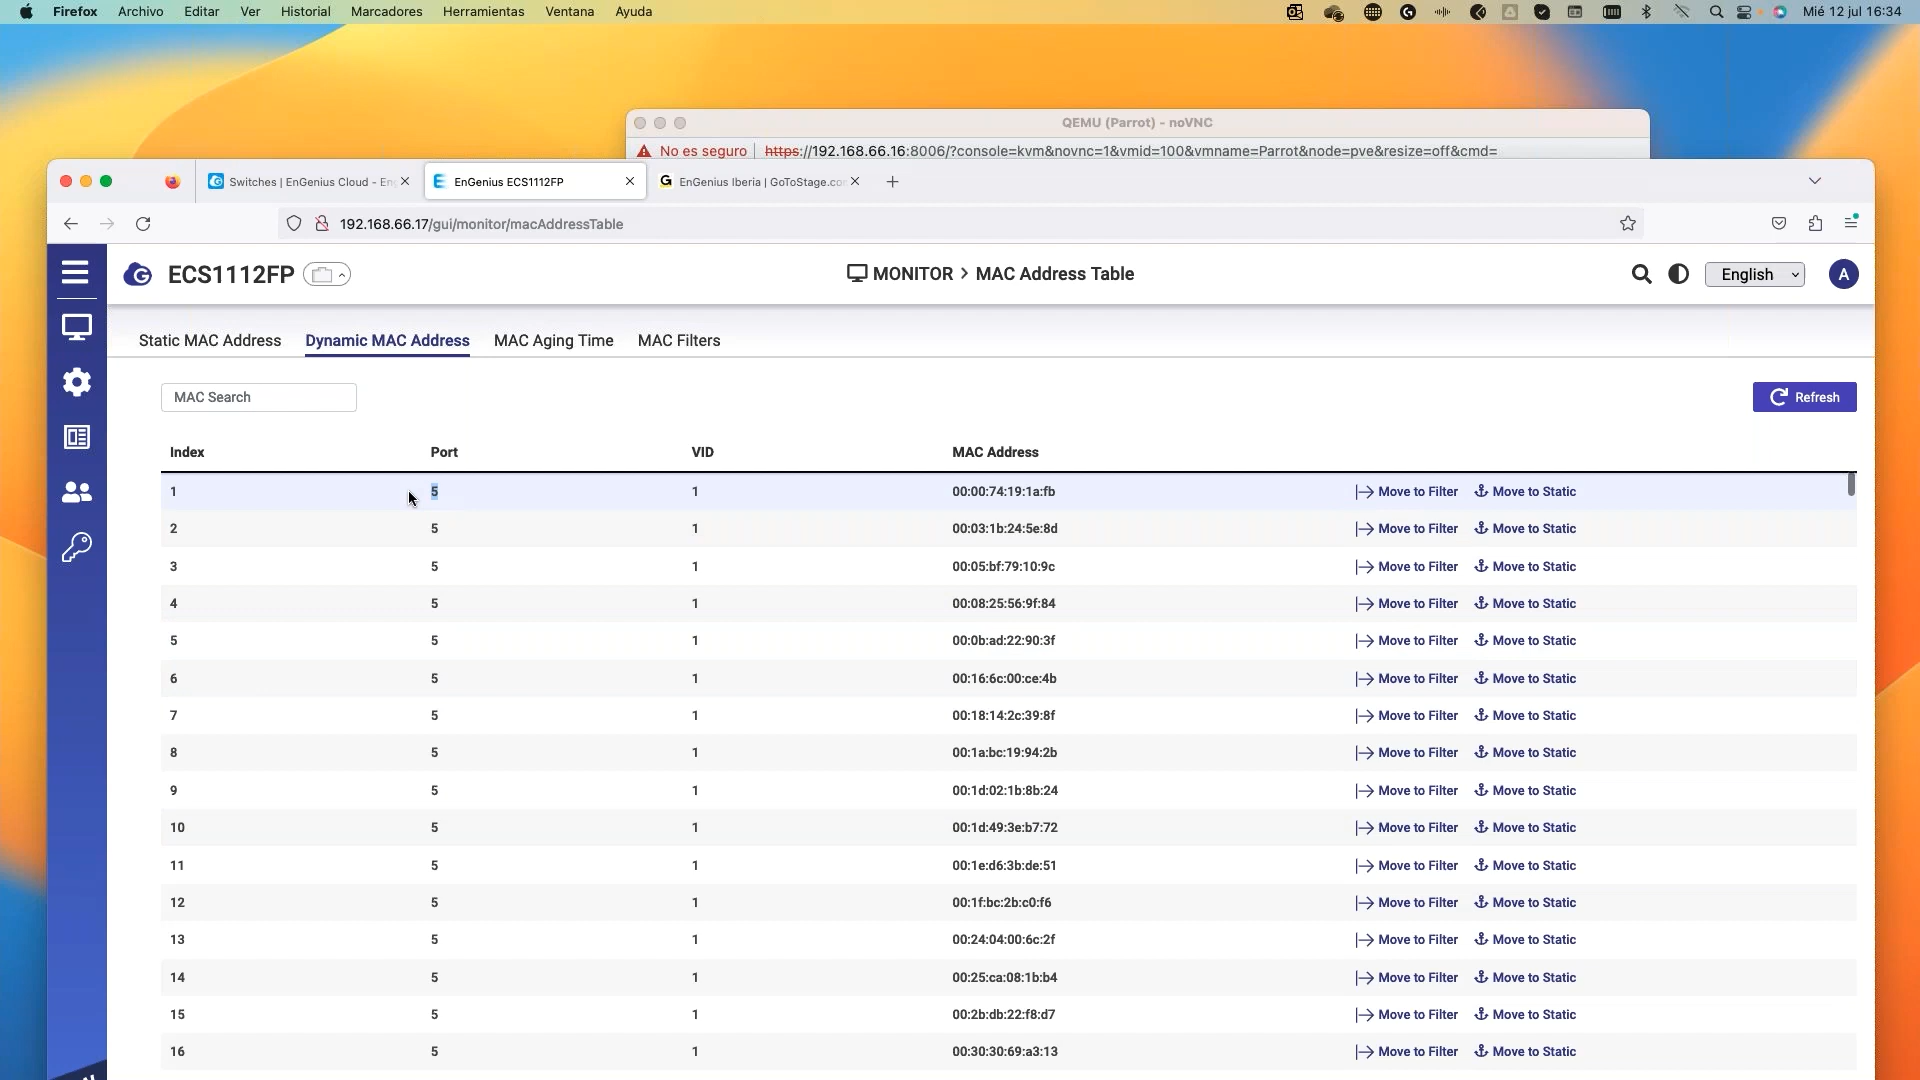 Firefox Archivo Editar Ver Historial Marcadores Herramientas Ventana Ayuda Mié 12 jul 16:34
QEMU (Parrot) - noVNC
No es seguro https://192.168.66.16:8006/?console=kvm&novnc=1&vmid=100&vmname=Parrot&node=pve&resize=off&cmd=
Switches | EnGenius Cloud - En EnGenius ECS1112FP EnGenius Iberia | GoToStage.co
192.168.66.17/gui/monitor/macAddressTable
ECS1112FP MONITOR > MAC Address Table English A
Static MAC Address Dynamic MAC Address MAC Aging Time MAC Filters
MAC Search Refresh
Index Port VID MAC Address
1 5 1 00:00:74:19:1a:fb Move to Filter Move to Static
2 5 1 00:03:1b:24:5e:8d Move to Filter Move to Static
3 5 1 00:05:bf:79:10:9c Move to Filter Move to Static
4 5 1 00:08:25:56:9f:84 Move to Filter Move to Static
5 5 1 00:0b:ad:22:90:3f Move to Filter Move to Static
6 5 1 00:16:6c:00:ce:4b Move to Filter Move to Static
7 5 1 00:18:14:2c:39:8f Move to Filter Move to Static
8 5 1 00:1a:bc:19:94:2b Move to Filter Move to Static
9 5 1 00:1d:02:1b:8b:24 Move to Filter Move to Static
10 5 1 00:1d:49:3e:b7:72 Move to Filter Move to Static
11 5 1 00:1e:d6:3b:de:51 Move to Filter Move to Static
12 5 1 00:1f:bc:2b:c0:f6 Move to Filter Move to Static
13 5 1 00:24:04:00:6c:2f Move to Filter Move to Static
14 5 1 00:25:ca:08:1b:b4 Move to Filter Move to Static
15 5 1 00:2b:db:22:f8:d7 Move to Filter Move to Static
16 5 1 00:30:30:69:a3:13 Move to Filter Move to Static